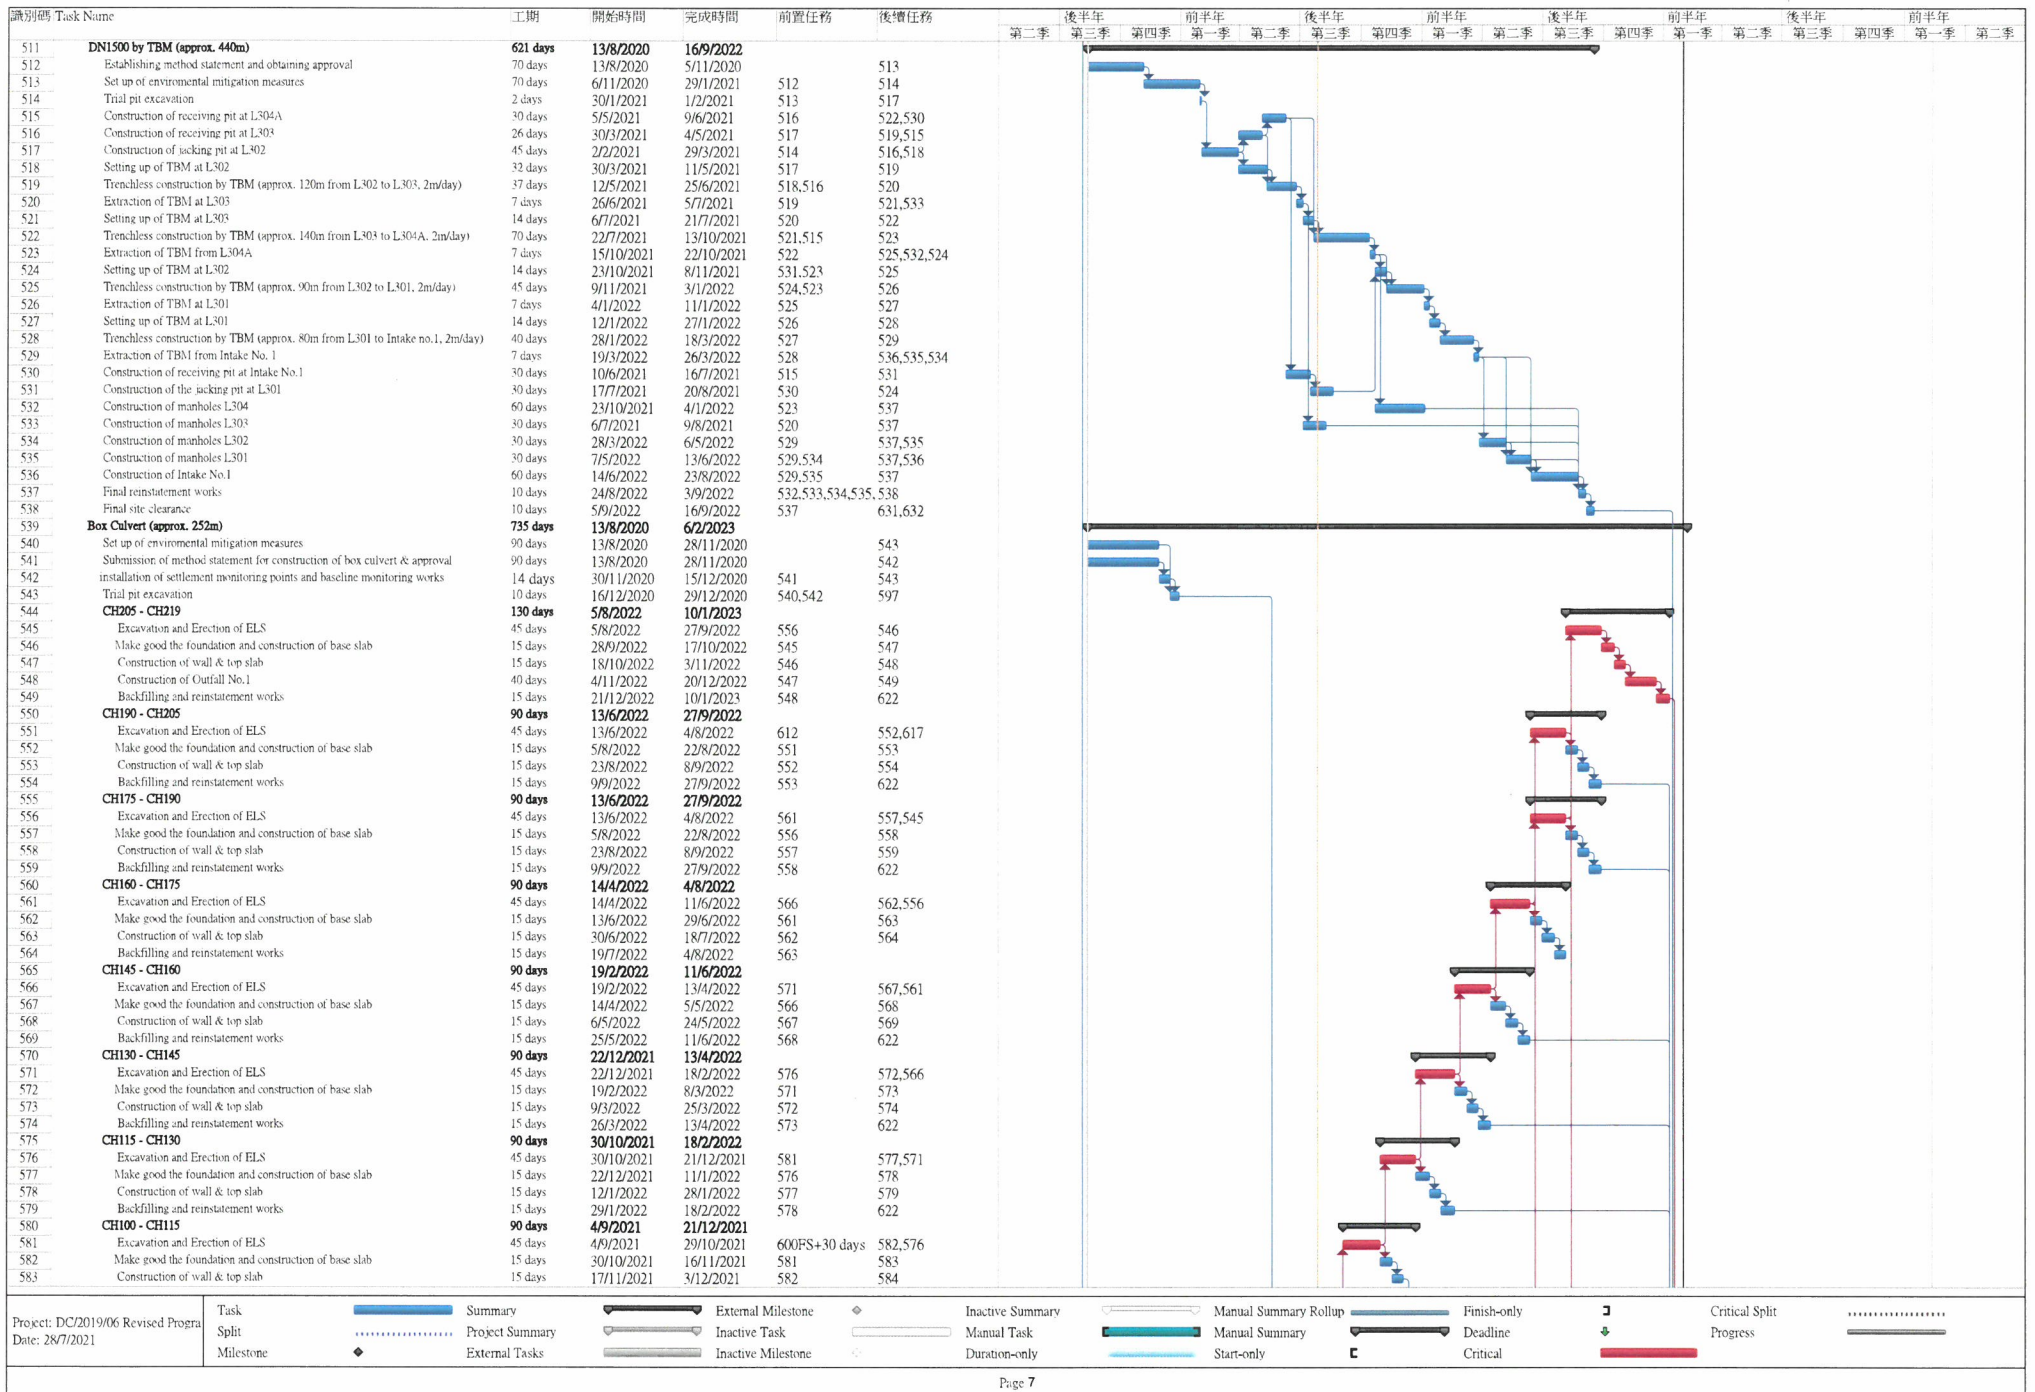 識別碼 Task Name 工期 開始時間 完成時間 前置任務 後續任務 後半年 前半年 後半年 前半年 後半年 前半年 後半年 前半年
第二季 第三季 第四季 第一季 第二季 第三季 第四季 第一季 第二季 第三季 第四季 第一季 第二季 第三季 第四季 第一季 第二季
511 DN1500 by TBM (approx. 440m) 621 days 13/8/2020 16/9/2022
512 Establishing method statement and obtaining approval 70 days 13/8/2020 5/11/2020 513
513 Set up of enviromental mitigation measures 70 days 6/11/2020 29/1/2021 512 514
514 Trial pit excavation 2 days 30/1/2021 1/2/2021 513 517
515 Construction of receiving pit at L304A 30 days 5/5/2021 9/6/2021 516 522,530
516 Construction of receiving pit at L303 26 days 30/3/2021 4/5/2021 517 519,515
517 Construction of jacking pit at L302 45 days 2/2/2021 29/3/2021 514 516,518
518 Setting up of TBM at L302 32 days 30/3/2021 11/5/2021 517 519
519 Trenchless construction by TBM (approx. 120m from L302 to L303, 2m/day) 37 days 12/5/2021 25/6/2021 518,516 520
520 Extraction of TBM at L303 7 days 26/6/2021 5/7/2021 519 521,533
521 Setting up of TBM at L303 14 days 6/7/2021 21/7/2021 520 522
522 Trenchless construction by TBM (approx. 140m from L303 to L304A. 2m/day) 70 days 22/7/2021 13/10/2021 521,515 523
523 Extraction of TBM from L304A 7 days 15/10/2021 22/10/2021 522 525,532,524
524 Setting up of TBM at L302 14 days 23/10/2021 8/11/2021 531,523 525
525 Trenchless construction by TBM (approx. 90m from L302 to L301, 2m/day) 45 days 9/11/2021 3/1/2022 524,523 526
526 Extraction of TBM at L301 7 days 4/1/2022 11/1/2022 525 527
527 Setting up of TBM at L301 14 days 12/1/2022 27/1/2022 526 528
528 Trenchless construction by TBM (approx. 80m from L301 to Intake no.1, 2m/day) 40 days 28/1/2022 18/3/2022 527 529
529 Extraction of TBM from Intake No. 1 7 days 19/3/2022 26/3/2022 528 536,535,534
530 Construction of receiving pit at Intake No.1 30 days 10/6/2021 16/7/2021 515 531
531 Construction of the jacking pit at L301 30 days 17/7/2021 20/8/2021 530 524
532 Construction of manholes L304 60 days 23/10/2021 4/1/2022 523 537
533 Construction of manholes L303 30 days 6/7/2021 9/8/2021 520 537
534 Construction of manholes L302 30 days 28/3/2022 6/5/2022 529 537,535
535 Construction of manholes L301 30 days 7/5/2022 13/6/2022 529,534 537,536
536 Construction of Intake No.1 60 days 14/6/2022 23/8/2022 529,535 537
537 Final reinstatement works 10 days 24/8/2022 3/9/2022 532,533,534,535, 538
538 Final site clearance 10 days 5/9/2022 16/9/2022 537 631,632
539 Box Culvert (approx. 252m) 735 days 13/8/2020 6/2/2023
540 Set up of enviromental mitigation measures 90 days 13/8/2020 28/11/2020 543
541 Submission of method statement for construction of box culvert & approval 90 days 13/8/2020 28/11/2020 542
542 installation of settlement monitoring points and baseline monitoring works 14 days 30/11/2020 15/12/2020 541 543
543 Trial pit excavation 10 days 16/12/2020 29/12/2020 540,542 597
544 CH205 - CH219 130 days 5/8/2022 10/1/2023
545 Excavation and Erection of ELS 45 days 5/8/2022 27/9/2022 556 546
546 Make good the foundation and construction of base slab 15 days 28/9/2022 17/10/2022 545 547
547 Construction of wall & top slab 15 days 18/10/2022 3/11/2022 546 548
548 Construction of Outfall No.1 40 days 4/11/2022 20/12/2022 547 549
549 Backfilling and reinstatement works 15 days 21/12/2022 10/1/2023 548 622
550 CH190 - CH205 90 days 13/6/2022 27/9/2022
551 Excavation and Erection of ELS 45 days 13/6/2022 4/8/2022 612 552,617
552 Make good the foundation and construction of base slab 15 days 5/8/2022 22/8/2022 551 553
553 Construction of wall & top slab 15 days 23/8/2022 8/9/2022 552 554
554 Backfilling and reinstatement works 15 days 9/9/2022 27/9/2022 553 622
555 CH175 - CH190 90 days 13/6/2022 27/9/2022
556 Excavation and Erection of ELS 45 days 13/6/2022 4/8/2022 561 557,545
557 Make good the foundation and construction of base slab 15 days 5/8/2022 22/8/2022 556 558
558 Construction of wall & top slab 15 days 23/8/2022 8/9/2022 557 559
559 Backfilling and reinstatement works 15 days 9/9/2022 27/9/2022 558 622
560 CH160 - CH175 90 days 14/4/2022 4/8/2022
561 Excavation and Erection of ELS 45 days 14/4/2022 11/6/2022 566 562,556
562 Make good the foundation and construction of base slab 15 days 13/6/2022 29/6/2022 561 563
563 Construction of wall & top slab 15 days 30/6/2022 18/7/2022 562 564
564 Backfilling and reinstatement works 15 days 19/7/2022 4/8/2022 563
565 CH145 - CH160 90 days 19/2/2022 11/6/2022
566 Excavation and Erection of ELS 45 days 19/2/2022 13/4/2022 571 567,561
567 Make good the foundation and construction of base slab 15 days 14/4/2022 5/5/2022 566 568
568 Construction of wall & top slab 15 days 6/5/2022 24/5/2022 567 569
569 Backfilling and reinstatement works 15 days 25/5/2022 11/6/2022 568 622
570 CH130 - CH145 90 days 22/12/2021 13/4/2022
571 Excavation and Erection of ELS 45 days 22/12/2021 18/2/2022 576 572,566
572 Make good the foundation and construction of base slab 15 days 19/2/2022 8/3/2022 571 573
573 Construction of wall & top slab 15 days 9/3/2022 25/3/2022 572 574
574 Backfilling and reinstatement works 15 days 26/3/2022 13/4/2022 573 622
575 CH115 - CH130 90 days 30/10/2021 18/2/2022
576 Excavation and Erection of ELS 45 days 30/10/2021 21/12/2021 581 577,571
577 Make good the foundation and construction of base slab 15 days 22/12/2021 11/1/2022 576 578
578 Construction of wall & top slab 15 days 12/1/2022 28/1/2022 577 579
579 Backfilling and reinstatement works 15 days 29/1/2022 18/2/2022 578 622
580 CH100 - CH115 90 days 4/9/2021 21/12/2021
581 Excavation and Erection of ELS 45 days 4/9/2021 29/10/2021 600FS+30 days 582,576
582 Make good the foundation and construction of base slab 15 days 30/10/2021 16/11/2021 581 583
583 Construction of wall & top slab 15 days 17/11/2021 3/12/2021 582 584
Project: DC/2019/06 Revised Progra
Date: 28/7/2021
Task Summary External Milestone Inactive Summary Manual Summary Rollup Finish-only Critical Split
Split Project Summary Inactive Task Manual Task Manual Summary Deadline Progress
Milestone External Tasks Inactive Milestone Duration-only Start-only Critical
Page 7